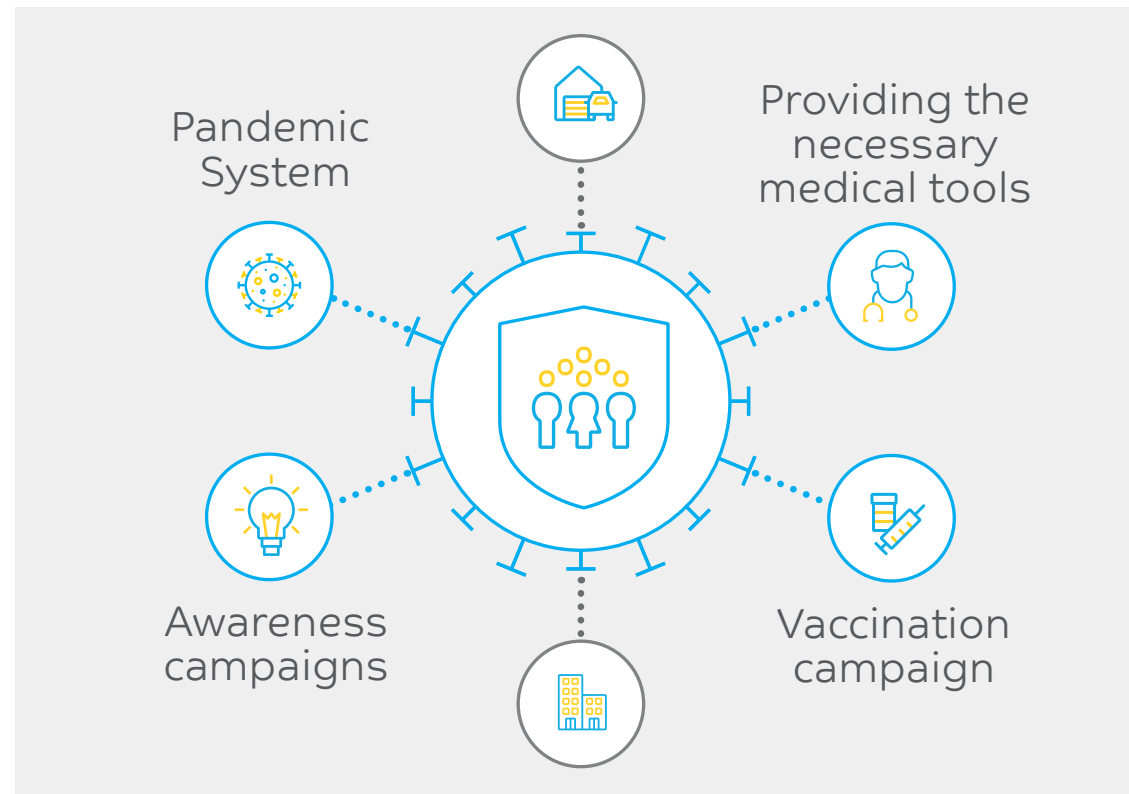 Pandemic
System
Providing the
necessary
medical tools
Awareness
campaigns
Vaccination
campaign